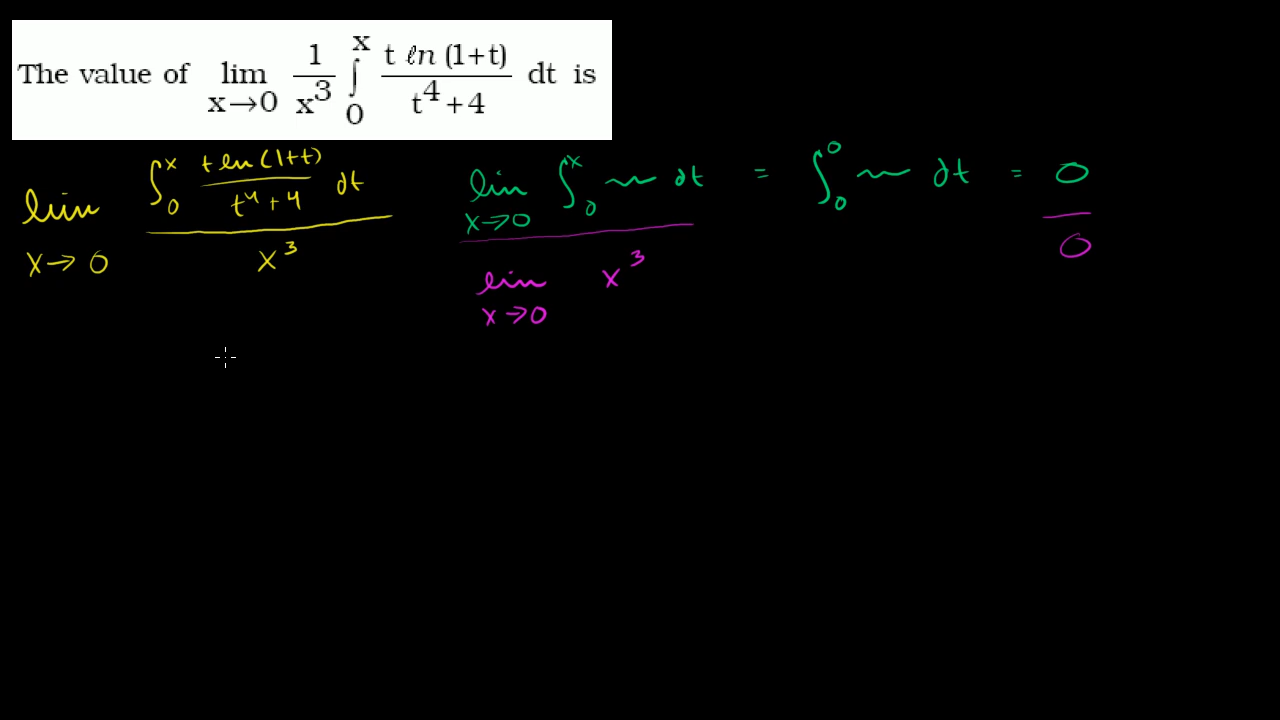 The value of lim x→0 1/x³ ∫₀ˣ t ln (1+t)/t⁴+4 dt is
lim x→0 ∫₀ˣ t ln(1+t)/t⁴+4 dt / x³
lim x→0 ∫₀ˣ ~ dt = ∫₀⁰ ~ dt = 0
lim x→0 x³ 0